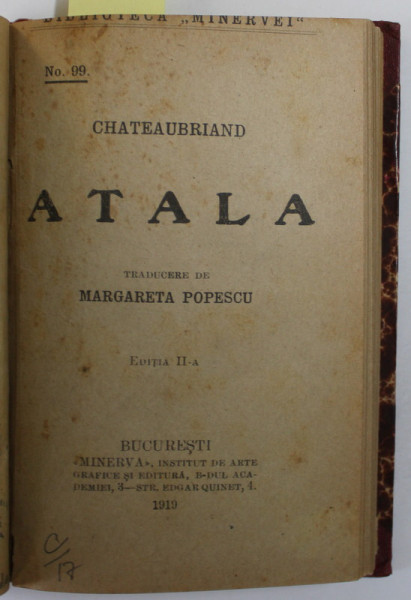 BIBLIOTECA „MINERVEI“
No. 99.
CHATEAUBRIAND
ATALA
TRADUCERE DE
MARGARETA POPESCU
EDIȚIA II-A
BUCUREȘTI
«MINERVA», INSTITUT DE ARTE
GRAFICE ȘI EDITURĂ, B-DUL ACA-
DEMIEI, 3—STR. EDGAR QUINET, 4.
1919
C/17